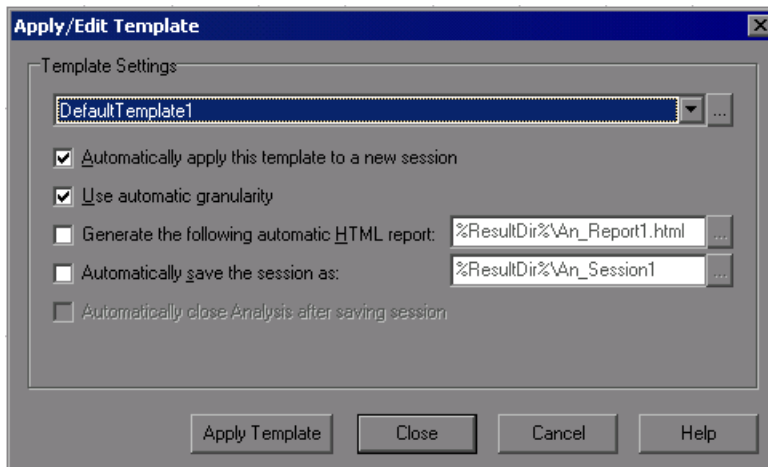 Apply/Edit Template
Template Settings
DefaultTemplate1
...
Automatically apply this template to a new session
Use automatic granularity
Generate the following automatic HTML report: %ResultDir%\An_Report1.html ...
Automatically save the session as: %ResultDir%\An_Session1 ...
Automatically close Analysis after saving session
Apply Template Close Cancel Help